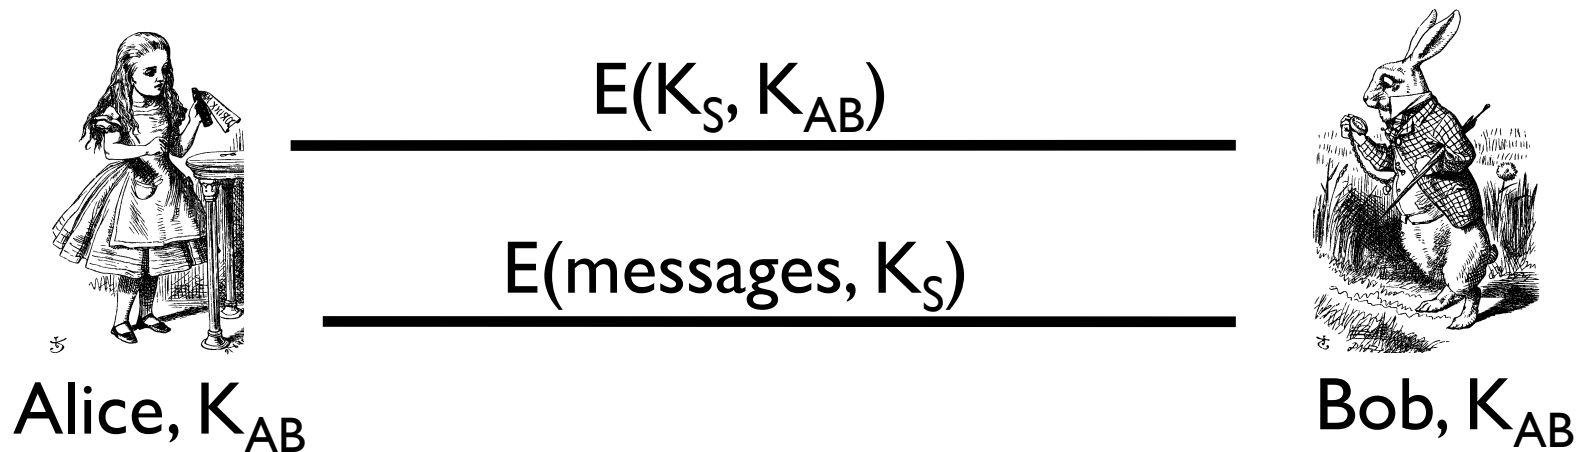 E(K_S, K_AB)
E(messages, K_S)
Alice, K_AB
Bob, K_AB